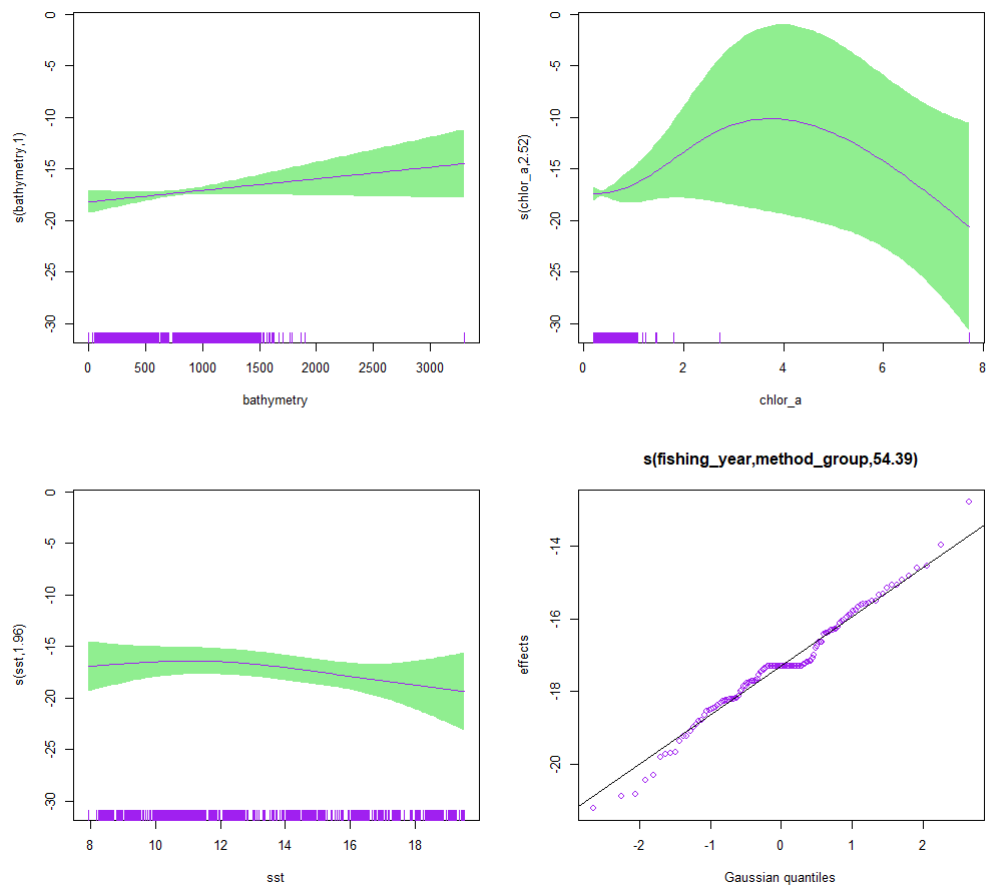 s(bathymetry,1)
0
-5
-10
-15
-20
-25
-30
0 500 1000 1500 2000 2500 3000
bathymetry
s(chlor_a,2.52)
0
-5
-10
-15
-20
-25
-30
0 2 4 6 8
chlor_a
s(sst,1.96)
0
-5
-10
-15
-20
-25
-30
8 10 12 14 16 18
sst
s(fishing_year,method_group,54.39)
effects
-14
-16
-18
-20
-2 -1 0 1 2
Gaussian quantiles